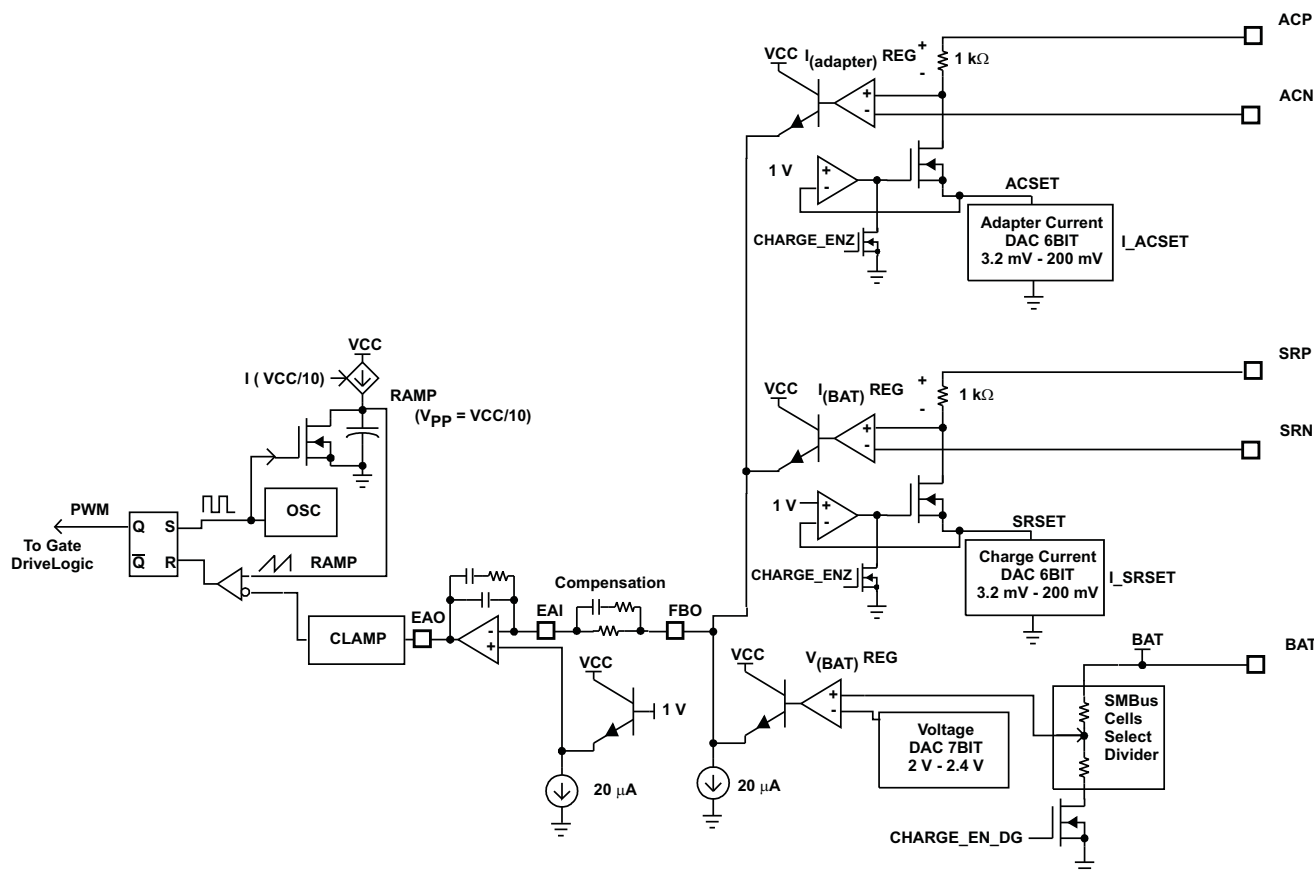 ACP
VCC
I(adapter) REG
+
-
1 kΩ
ACN
+
-
1 V
+
-
ACSET
CHARGE_ENZ
Adapter Current
DAC 6BIT
3.2 mV - 200 mV
I_ACSET
SRP
VCC
I(BAT) REG
+
-
1 kΩ
SRN
+
-
1 V
+
-
SRSET
CHARGE_ENZ
Charge Current
DAC 6BIT
3.2 mV - 200 mV
I_SRSET
VCC
I ( VCC/10)
RAMP
(VPP = VCC/10)
PWM
Q
S
Q
R
OSC
To Gate
DriveLogic
RAMP
CLAMP
EAO
-
+
EAI
Compensation
FBO
VCC
1 V
20 μA
VCC
V(BAT) REG
+
-
20 μA
Voltage
DAC 7BIT
2 V - 2.4 V
BAT
BAT
SMBus
Cells
Select
Divider
CHARGE_EN_DG